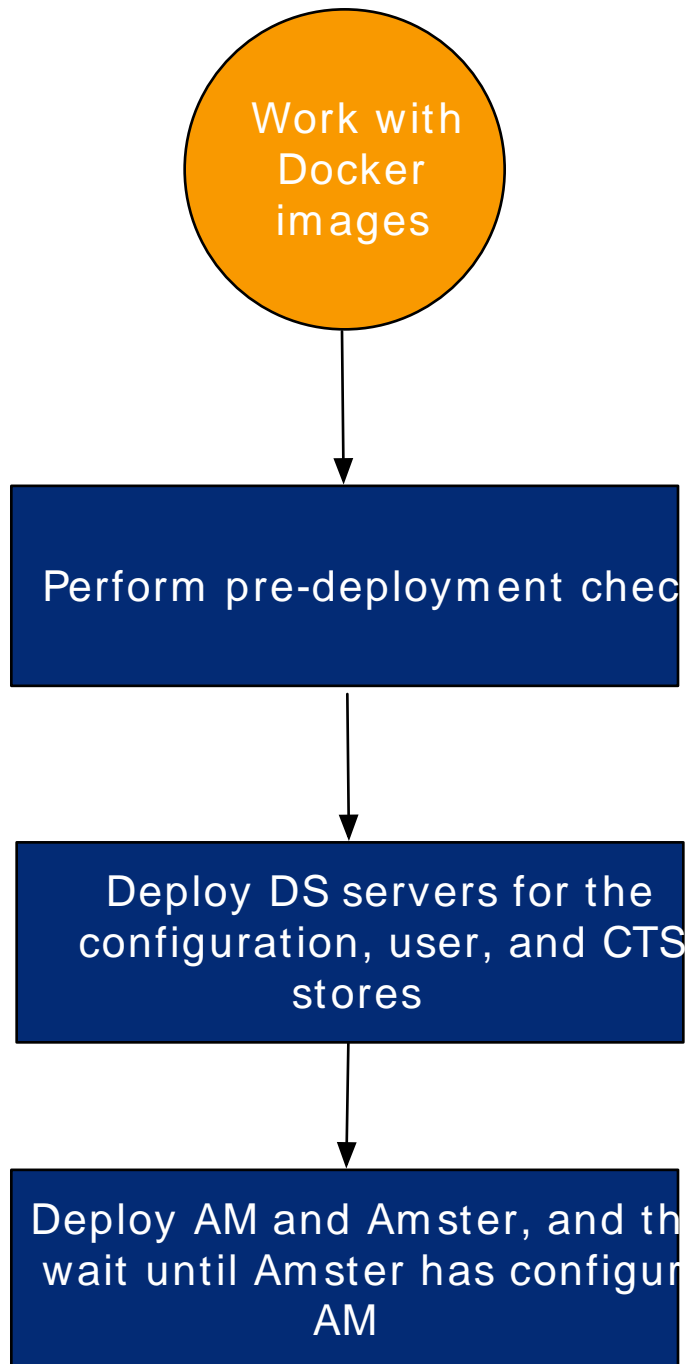 Work with
Docker
images
Perform pre-deployment chec
Deploy DS servers for the
configuration, user, and CTS
stores
Deploy AM and Amster, and th
wait until Amster has configur
AM